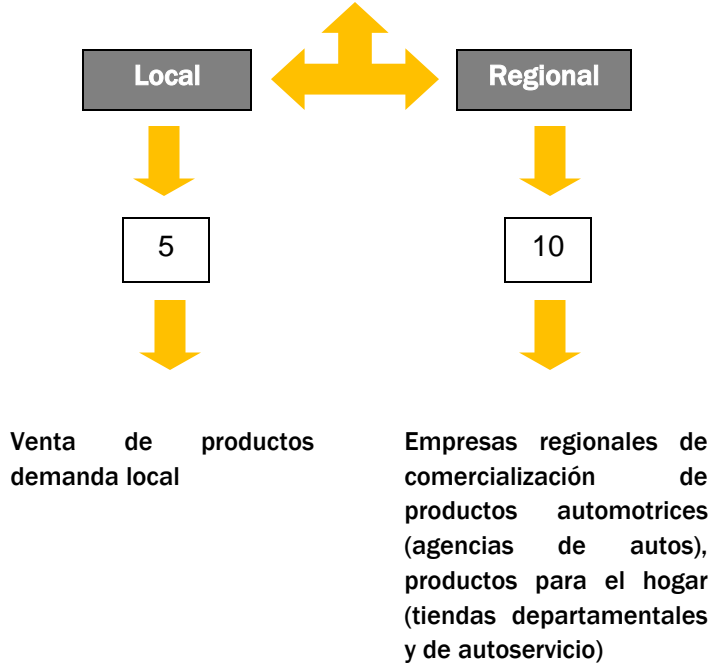 Local
Regional
5
10
Venta de productos
demanda local
Empresas regionales de
comercialización de
productos automotrices
(agencias de autos),
productos para el hogar
(tiendas departamentales
y de autoservicio)